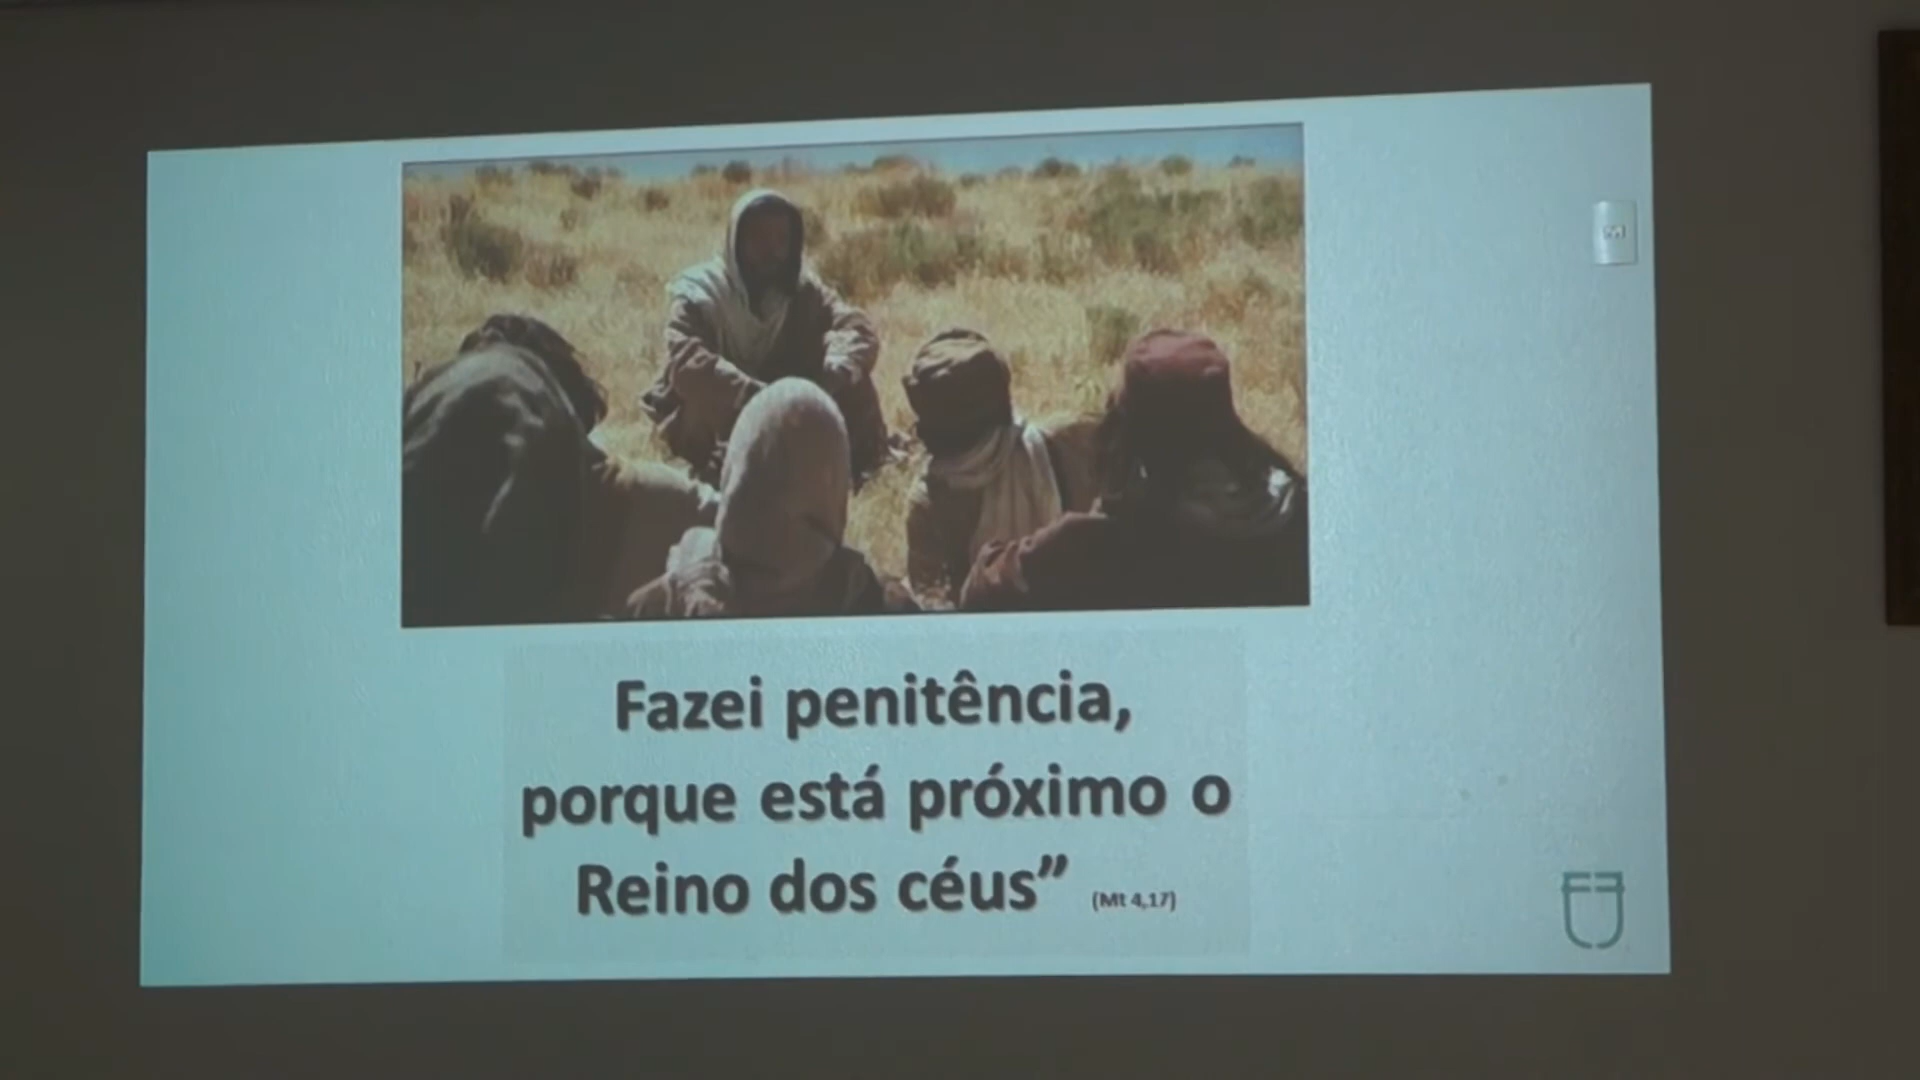 Fazei penitência,
porque está próximo o
Reino dos céus” (Mt 4,17)